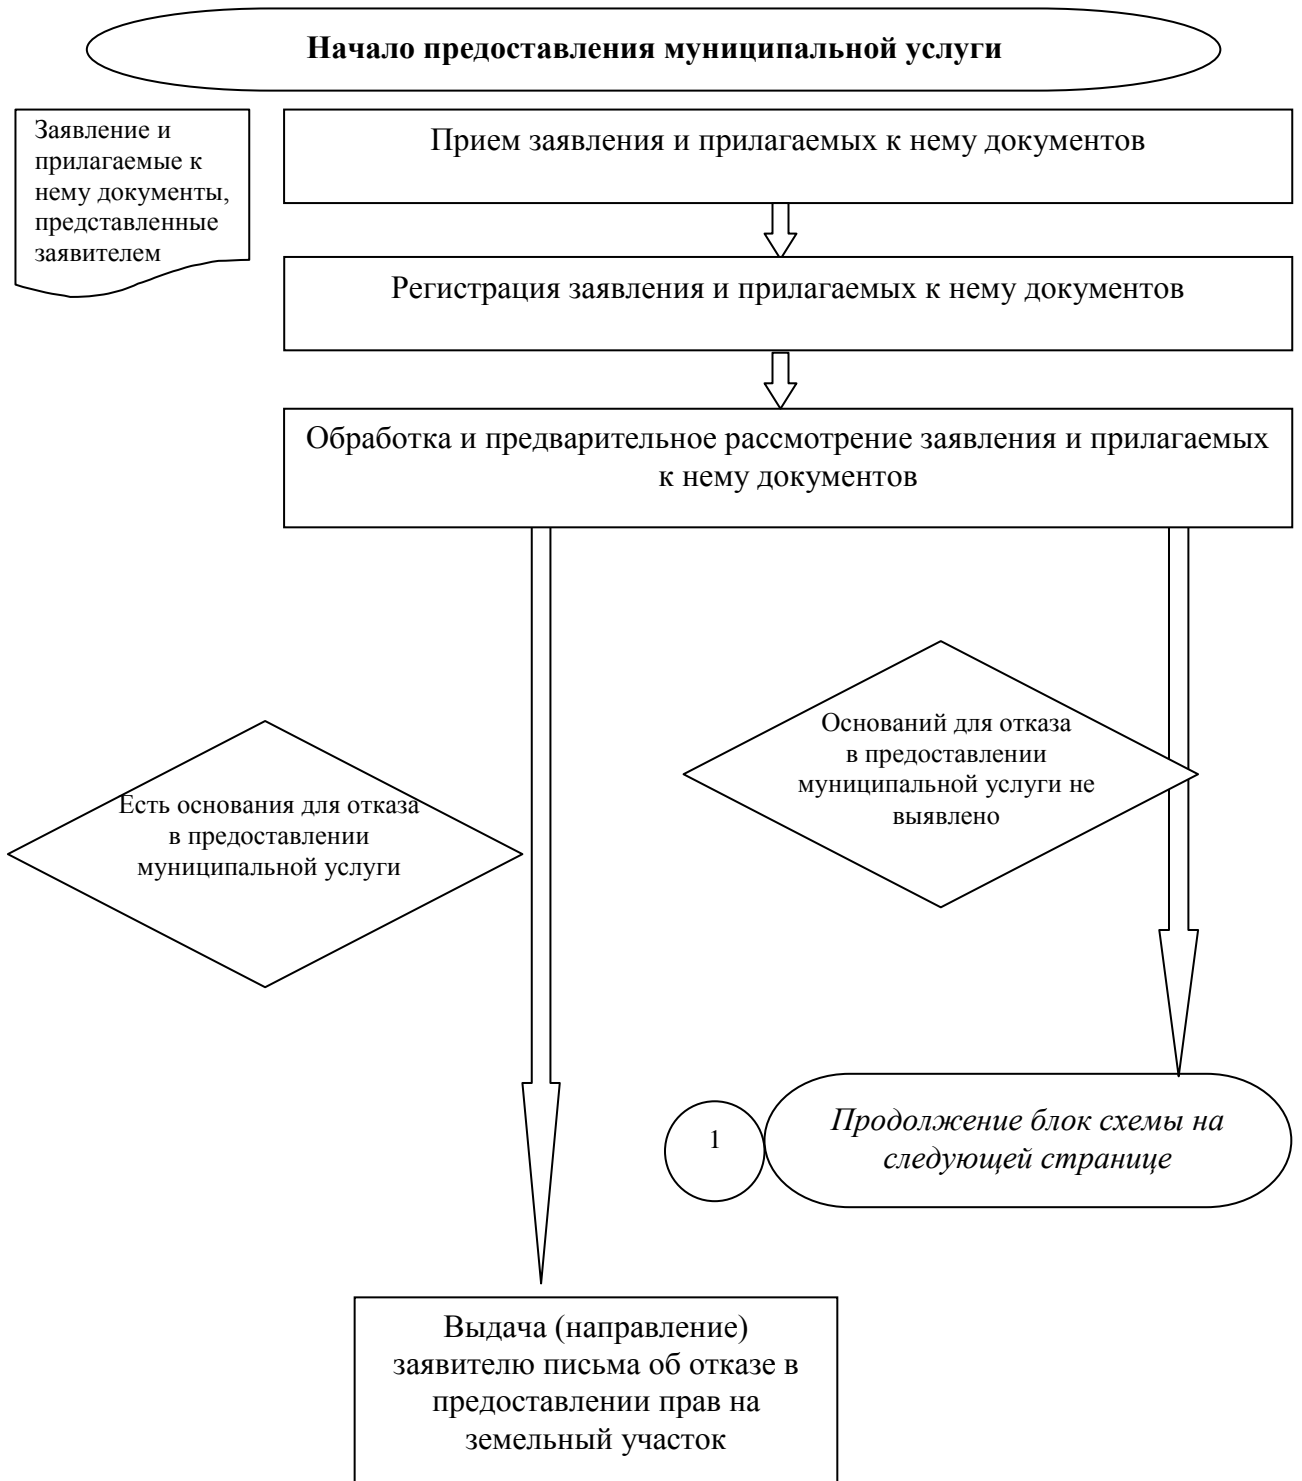 Начало предоставления муниципальной услуги
Заявление и
прилагаемые к
нему документы,
представленные
заявителем
Прием заявления и прилагаемых к нему документов
Регистрация заявления и прилагаемых к нему документов
Обработка и предварительное рассмотрение заявления и прилагаемых
к нему документов
Оснований для отказа
в предоставлении
муниципальной услуги не
выявлено
Есть основания для отказа
в предоставлении
муниципальной услуги
1
Продолжение блок схемы на
следующей странице
Выдача (направление)
заявителю письма об отказе в
предоставлении прав на
земельный участок